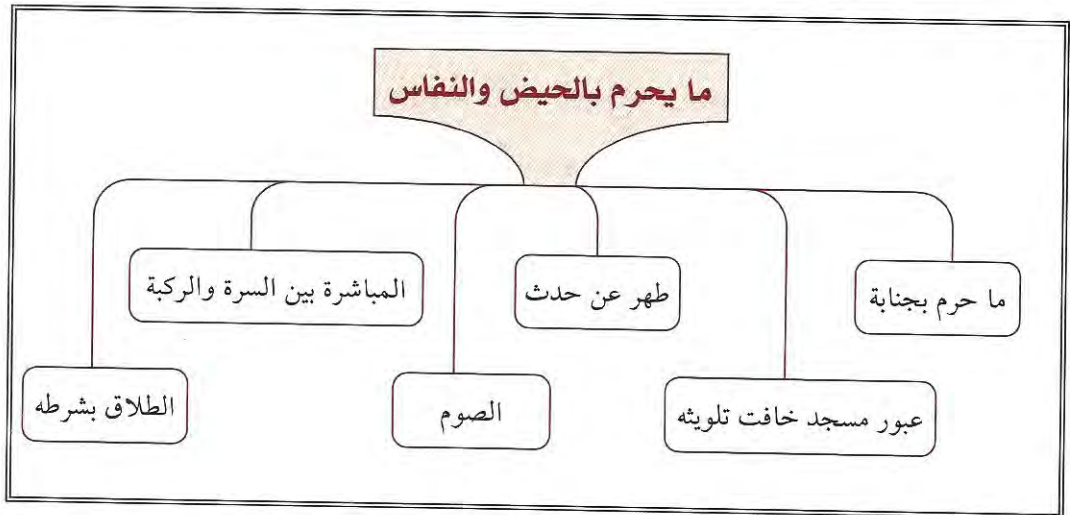 ما يحرم بالحيض والنفاس
ما حرم بجنابة
عبور مسجد خافت تلويثه
طهر عن حدث
الصوم
المباشرة بين السرة والركبة
الطلاق بشرطه